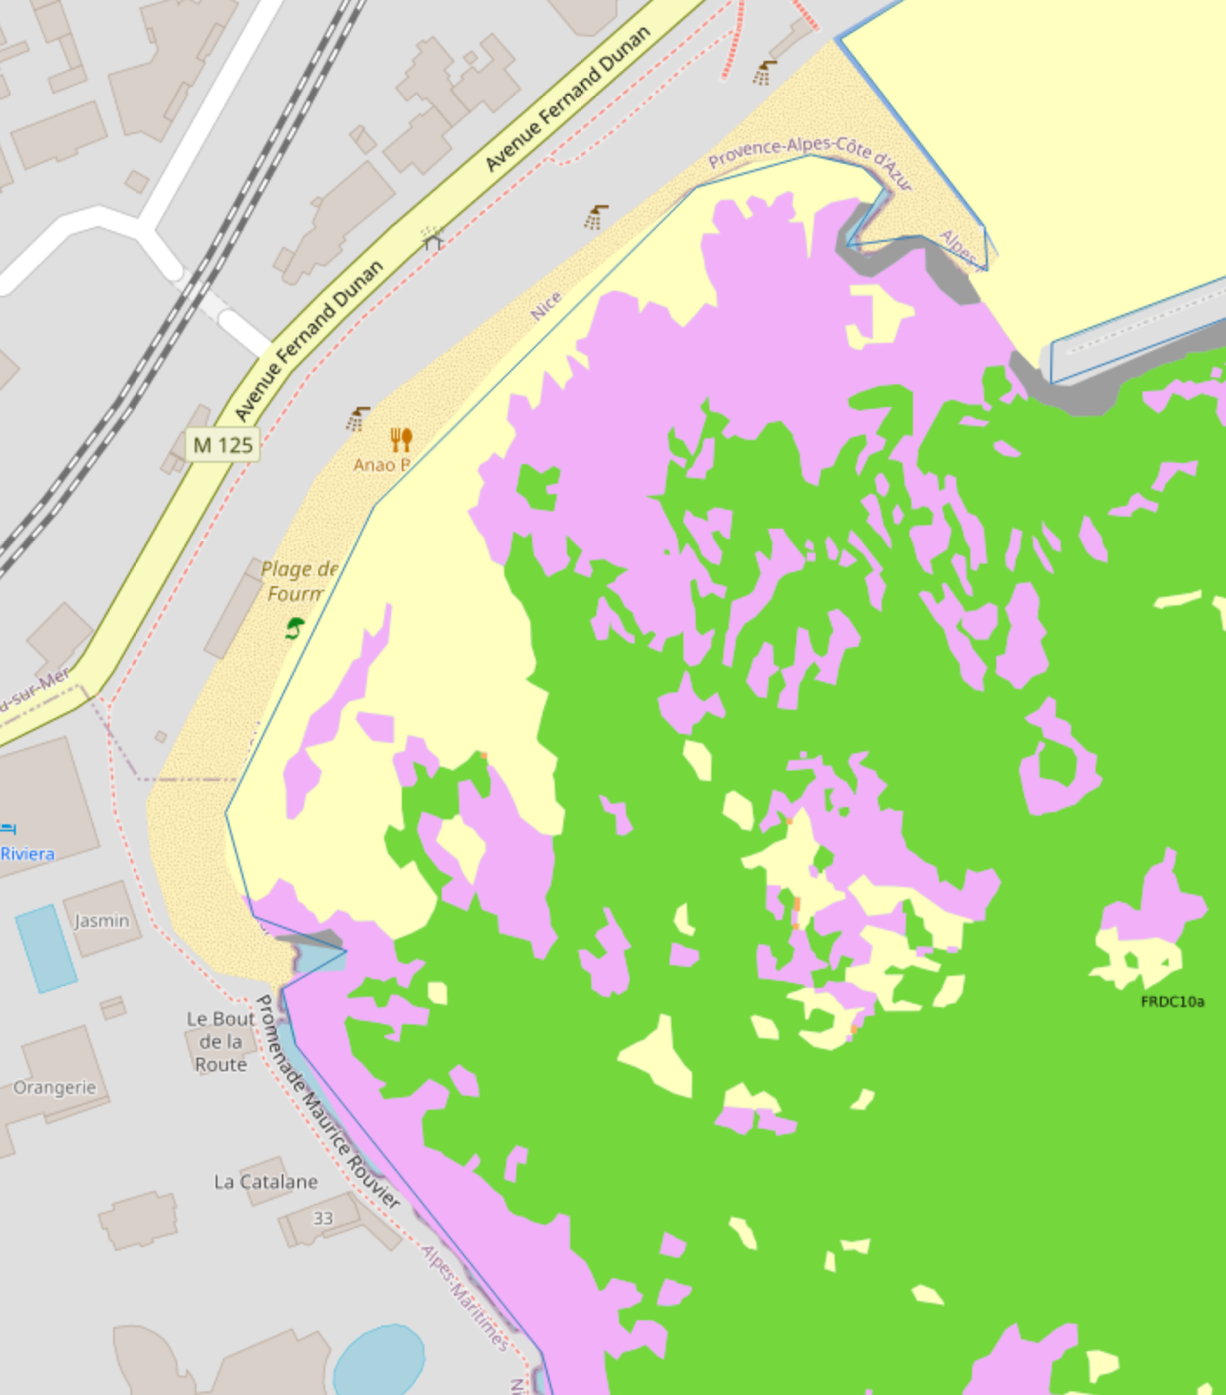 Avenue Fernand Dunan
Provence-Alpes-Côte d'Azur
Alpes-
Nice
Avenue Fernand Dunan
M 125
Anao B
Plage de
Fourm
u-sur-Mer
Riviera
Jasmin
FRDC10a
Le Bout
de la
Route
Promenade Maurice Rouvier
Orangerie
La Catalane
33
Alpes-Maritimes
Ni